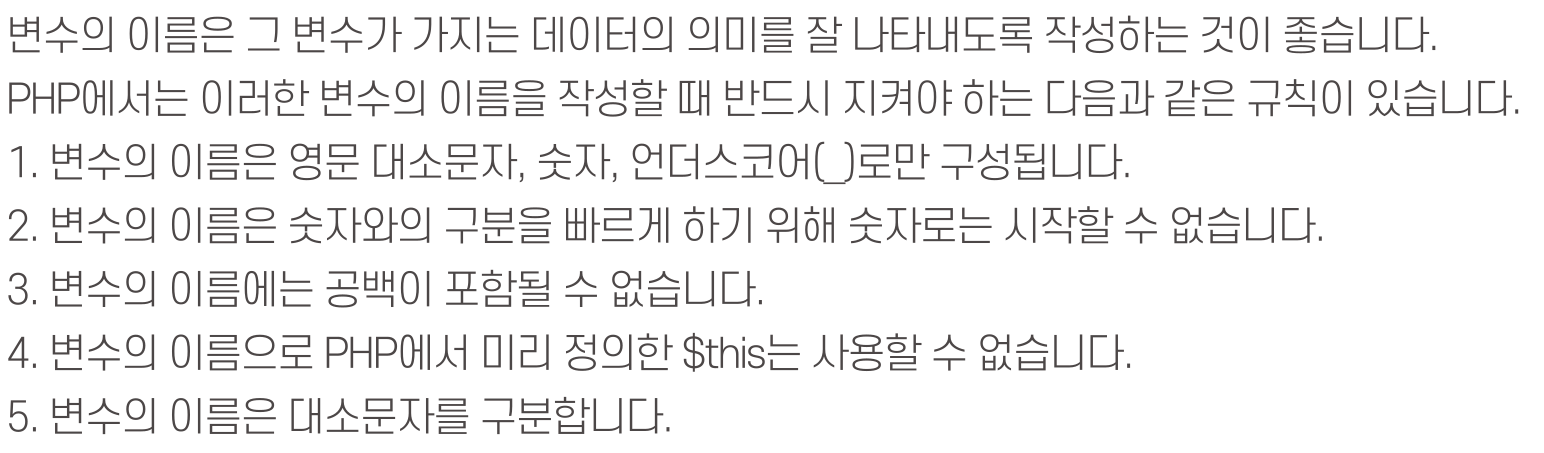 변수의 이름은 그 변수가 가지는 데이터의 의미를 잘 나타내도록 작성하는 것이 좋습니다.
PHP에서는 이러한 변수의 이름을 작성할 때 반드시 지켜야 하는 다음과 같은 규칙이 있습니다.
1. 변수의 이름은 영문 대소문자, 숫자, 언더스코어(_)로만 구성됩니다.
2. 변수의 이름은 숫자와의 구분을 빠르게 하기 위해 숫자로는 시작할 수 없습니다.
3. 변수의 이름에는 공백이 포함될 수 없습니다.
4. 변수의 이름으로 PHP에서 미리 정의한 $this는 사용할 수 없습니다.
5. 변수의 이름은 대소문자를 구분합니다.